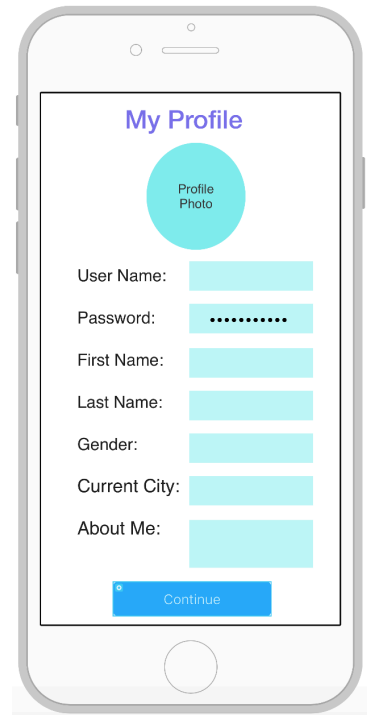 My Profile
Profile
Photo
User Name:
Password:
•••••••••••
First Name:
Last Name:
Gender:
Current City:
About Me:
Continue